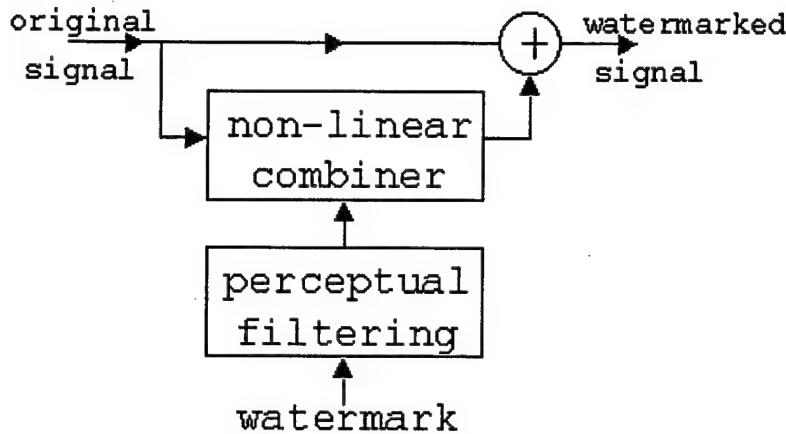 original
signal
+
watermarked
signal
non-linear
combiner
perceptual
filtering
watermark